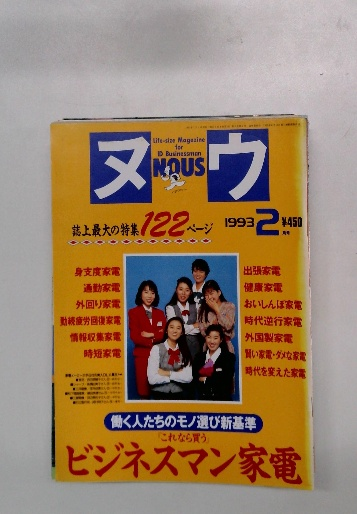 ヌウ
Life-size Magazine
for
ID Businessman
NOUS
誌上最大の特集122ページ
1993 2月号 ¥450
身支度家電
通勤家電
外回り家電
勤続疲労回復家電
情報収集家電
時短家電
出張家電
健康家電
おいしんぼ家電
時代逆行家電
外国製家電
賢い家電・ダメな家電
時代を変えた家電
働く人たちのモノ選び新基準
「これなら買う」
ビジネスマン家電